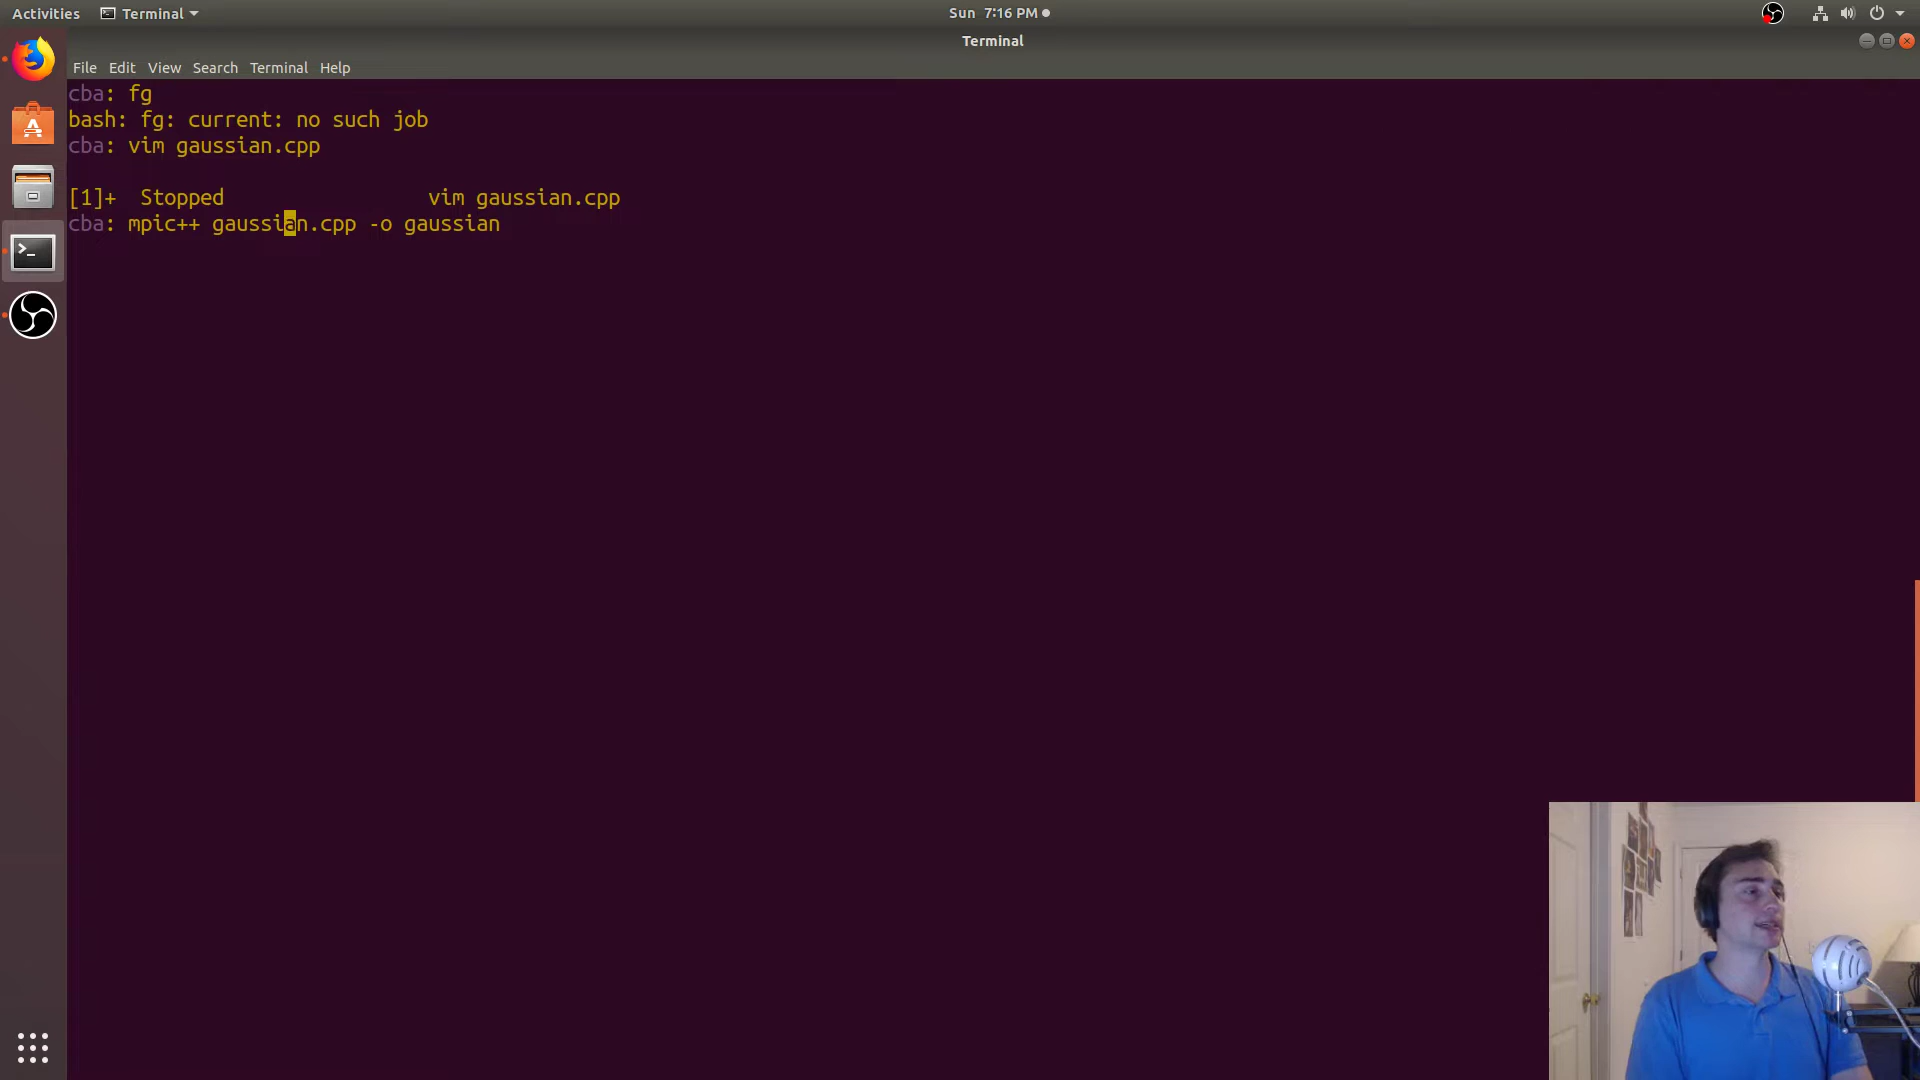 Activities Terminal Sun 7:16 PM
Terminal
File Edit View Search Terminal Help
cba: fg
bash: fg: current: no such job
cba: vim gaussian.cpp
[1]+ Stopped vim gaussian.cpp
cba: mpic++ gaussian.cpp -o gaussian